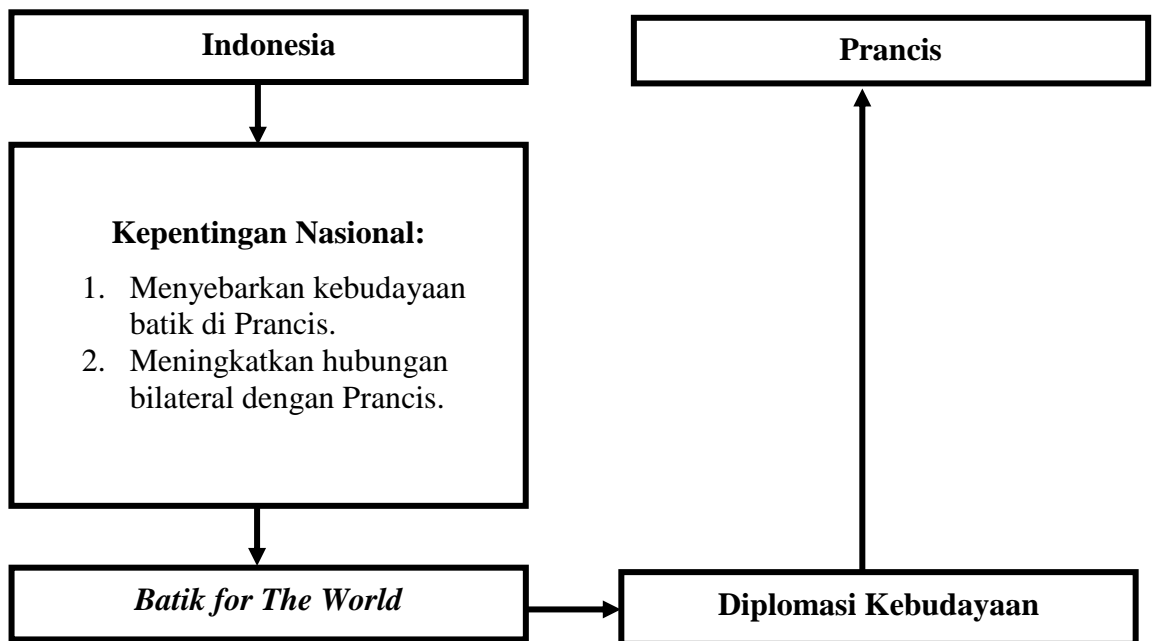 Indonesia
Prancis
Kepentingan Nasional:
1. Menyebarkan kebudayaan
batik di Prancis.
2. Meningkatkan hubungan
bilateral dengan Prancis.
Batik for The World
Diplomasi Kebudayaan